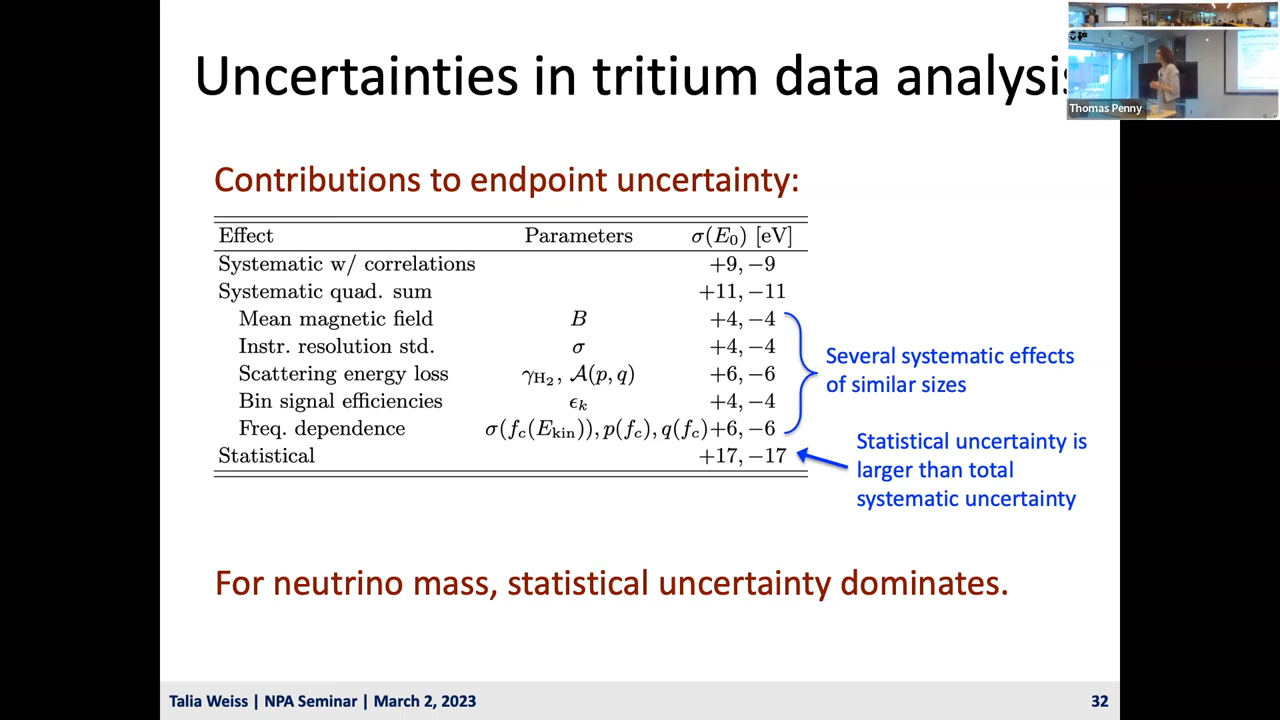 Uncertainties in tritium data analysis
Thomas Penny
Contributions to endpoint uncertainty:
Effect Parameters σ(E₀) [eV]
Systematic w/ correlations +9, −9
Systematic quad. sum +11, −11
Mean magnetic field B +4, −4
Instr. resolution std. σ +4, −4
Scattering energy loss γ_H₂, 𝒜(p, q) +6, −6
Bin signal efficiencies ϵₖ +4, −4
Freq. dependence σ(f_c(E_kin)), p(f_c), q(f_c) +6, −6
Statistical +17, −17
Several systematic effects
of similar sizes
Statistical uncertainty is
larger than total
systematic uncertainty
For neutrino mass, statistical uncertainty dominates.
Talia Weiss | NPA Seminar | March 2, 2023 32